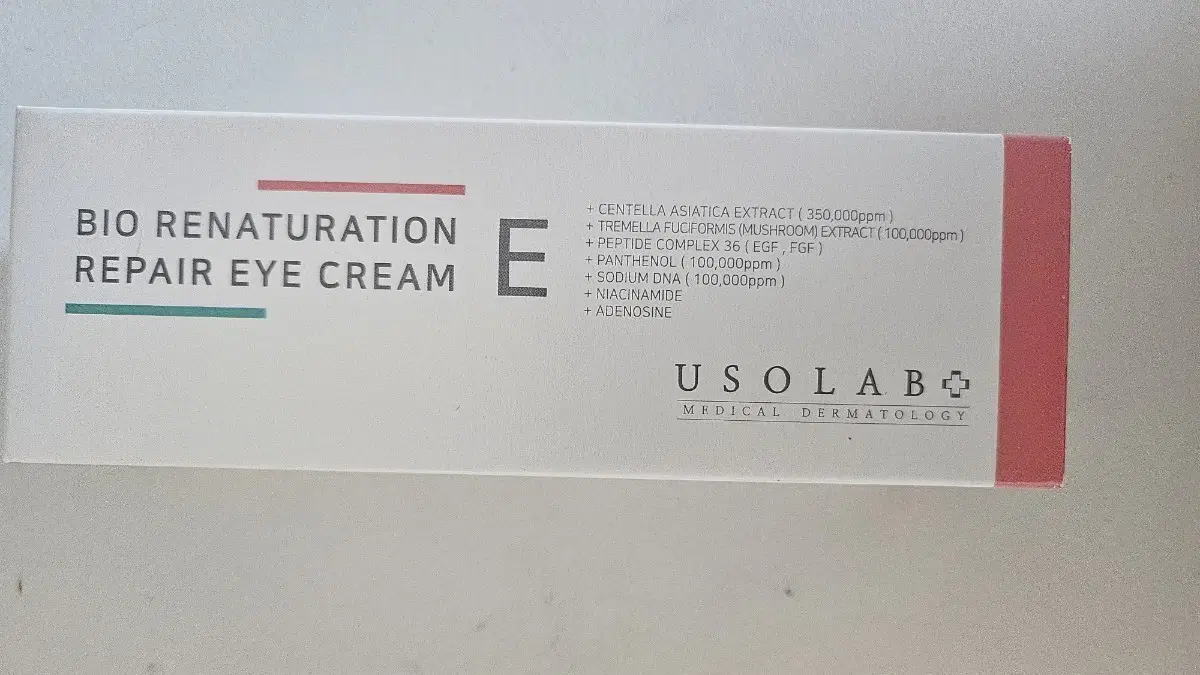 BIO RENATURATION
REPAIR EYE CREAM
E
+ CENTELLA ASIATICA EXTRACT ( 350,000ppm )
+ TREMELLA FUCIFORMIS (MUSHROOM) EXTRACT ( 100,000ppm )
+ PEPTIDE COMPLEX 36 ( EGF , FGF )
+ PANTHENOL ( 100,000ppm )
+ SODIUM DNA ( 100,000ppm )
+ NIACINAMIDE
+ ADENOSINE
USOLAB
MEDICAL DERMATOLOGY